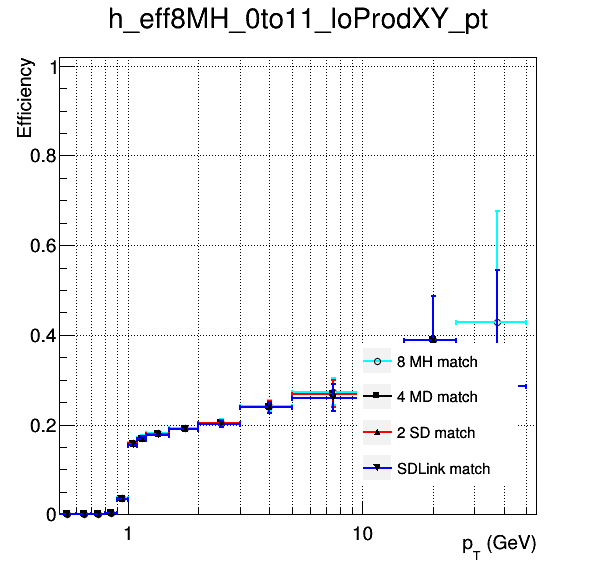 h_eff8MH_0to11_loProdXY_pt
Efficiency
1
0.8
0.6
0.4
0.2
0
8 MH match
4 MD match
2 SD match
SDLink match
1
10
p_T (GeV)